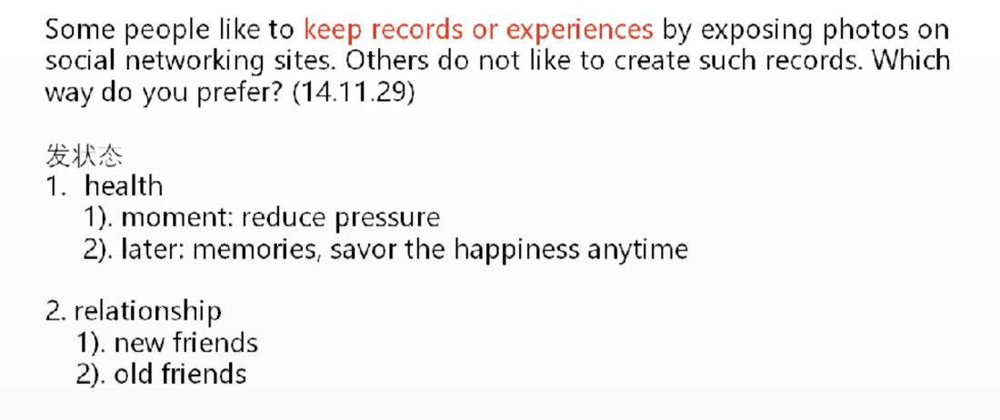 Some people like to keep records or experiences by exposing photos on
social networking sites. Others do not like to create such records. Which
way do you prefer? (14.11.29)
发状态
1. health
1). moment: reduce pressure
2). later: memories, savor the happiness anytime
2. relationship
1). new friends
2). old friends